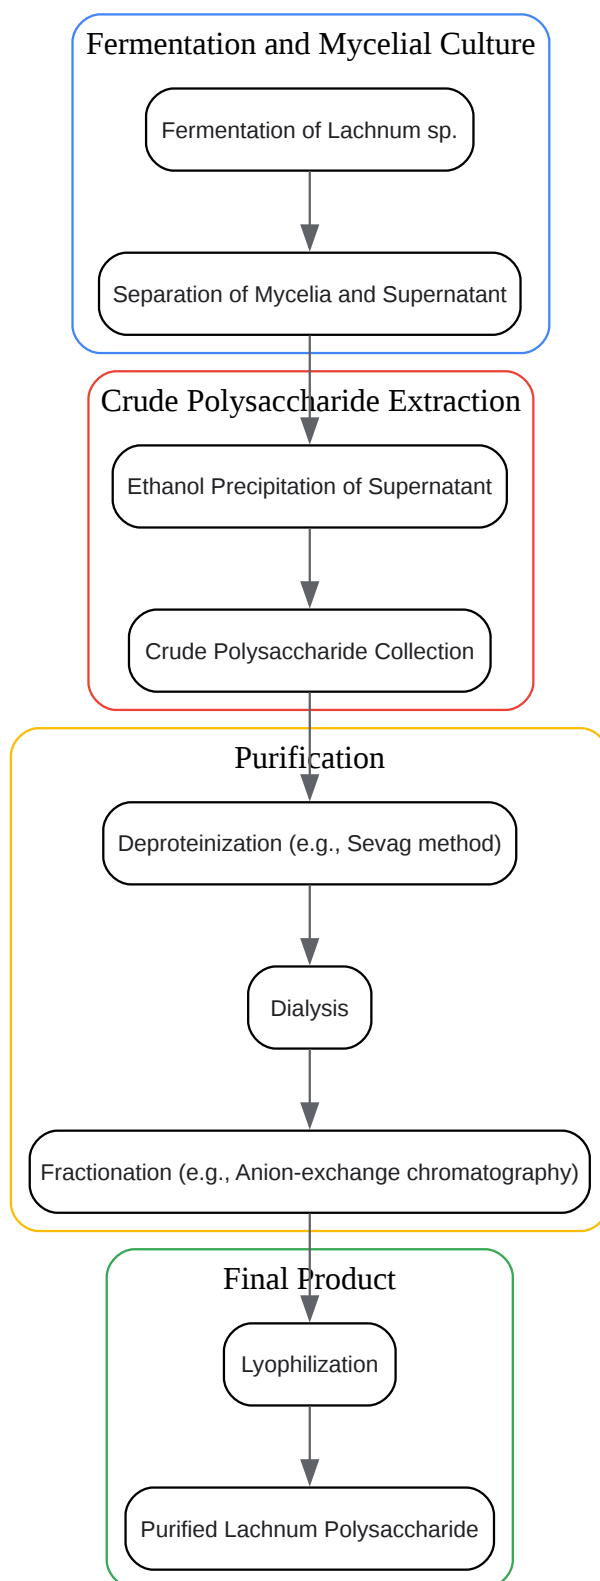 Fermentation and Mycelial Culture
Fermentation of Lachnum sp.
Separation of Mycelia and Supernatant
Crude Polysaccharide Extraction
Ethanol Precipitation of Supernatant
Crude Polysaccharide Collection
Purification
Deproteinization (e.g., Sevag method)
Dialysis
Fractionation (e.g., Anion-exchange chromatography)
Final Product
Lyophilization
Purified Lachnum Polysaccharide